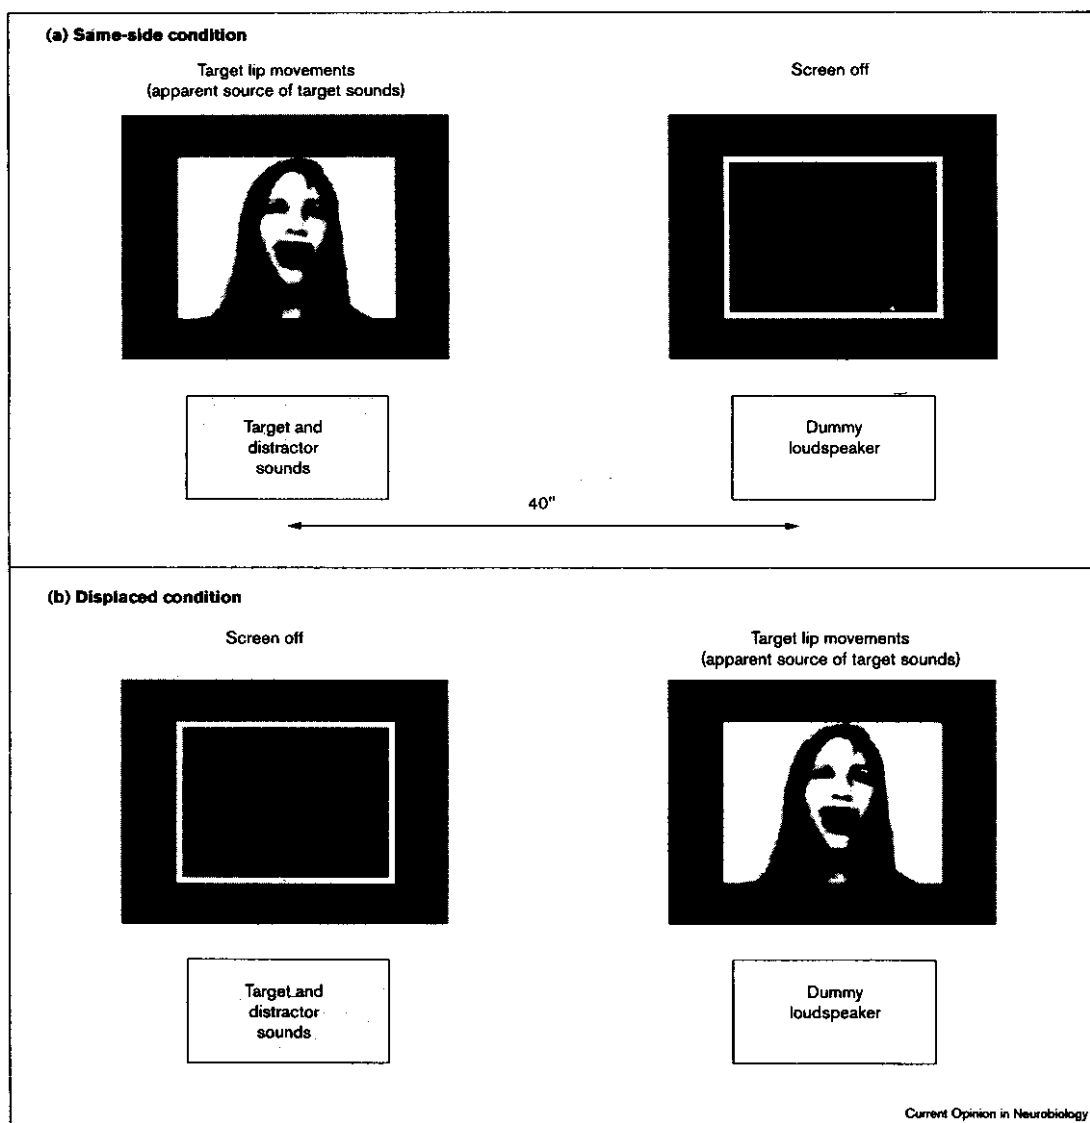 (a) Same-side condition
Target lip movements
(apparent source of target sounds)
Screen off
Target and
distractor
sounds
Dummy
loudspeaker
40"
(b) Displaced condition
Screen off
Target lip movements
(apparent source of target sounds)
Target and
distractor
sounds
Dummy
loudspeaker
Current Opinion in Neurobiology